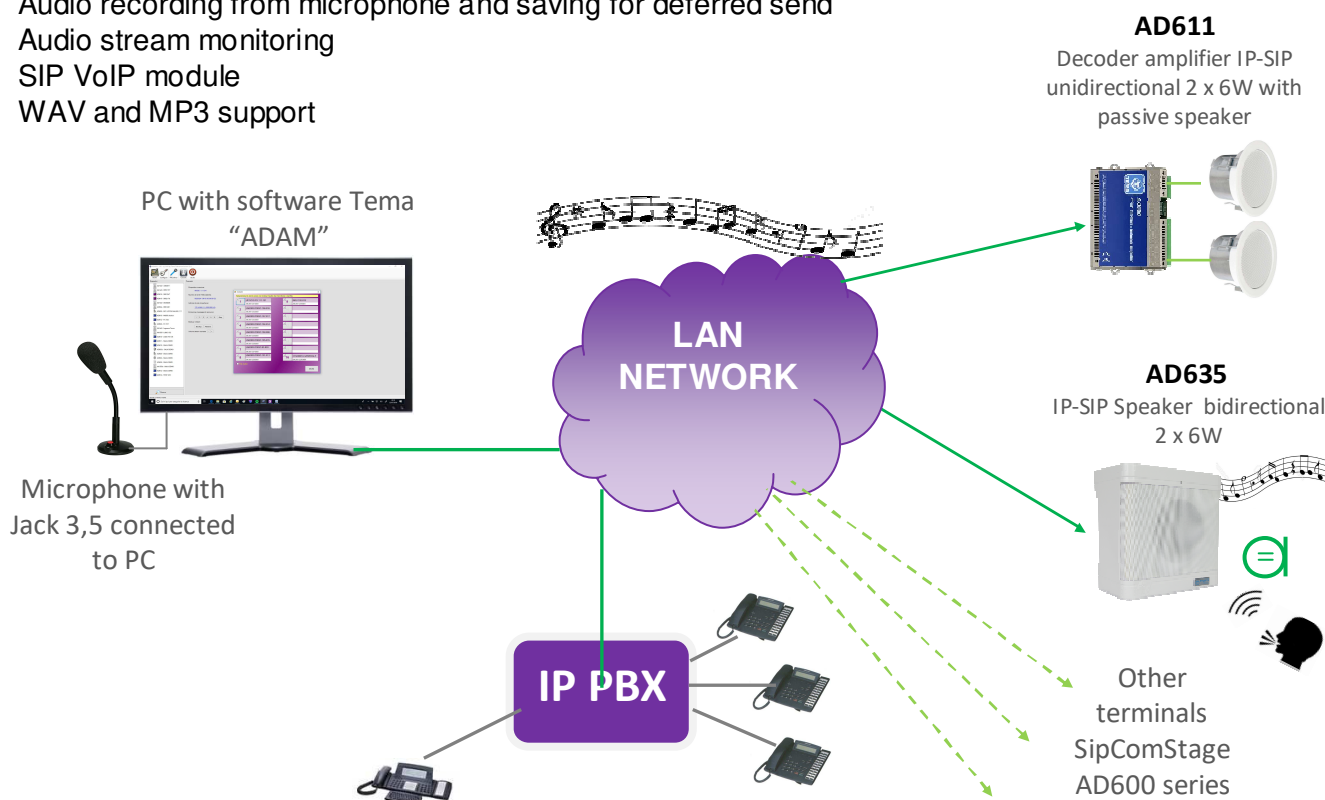 Audio recording from microphone and saving for deferred send
Audio stream monitoring
SIP VoIP module
WAV and MP3 support
AD611
Decoder amplifier IP-SIP
unidirectional 2 x 6W with
passive speaker
PC with software Tema
“ADAM”
LAN
NETWORK
AD635
IP-SIP Speaker bidirectional
2 x 6W
Microphone with
Jack 3,5 connected
to PC
IP PBX
Other
terminals
SipComStage
AD600 series